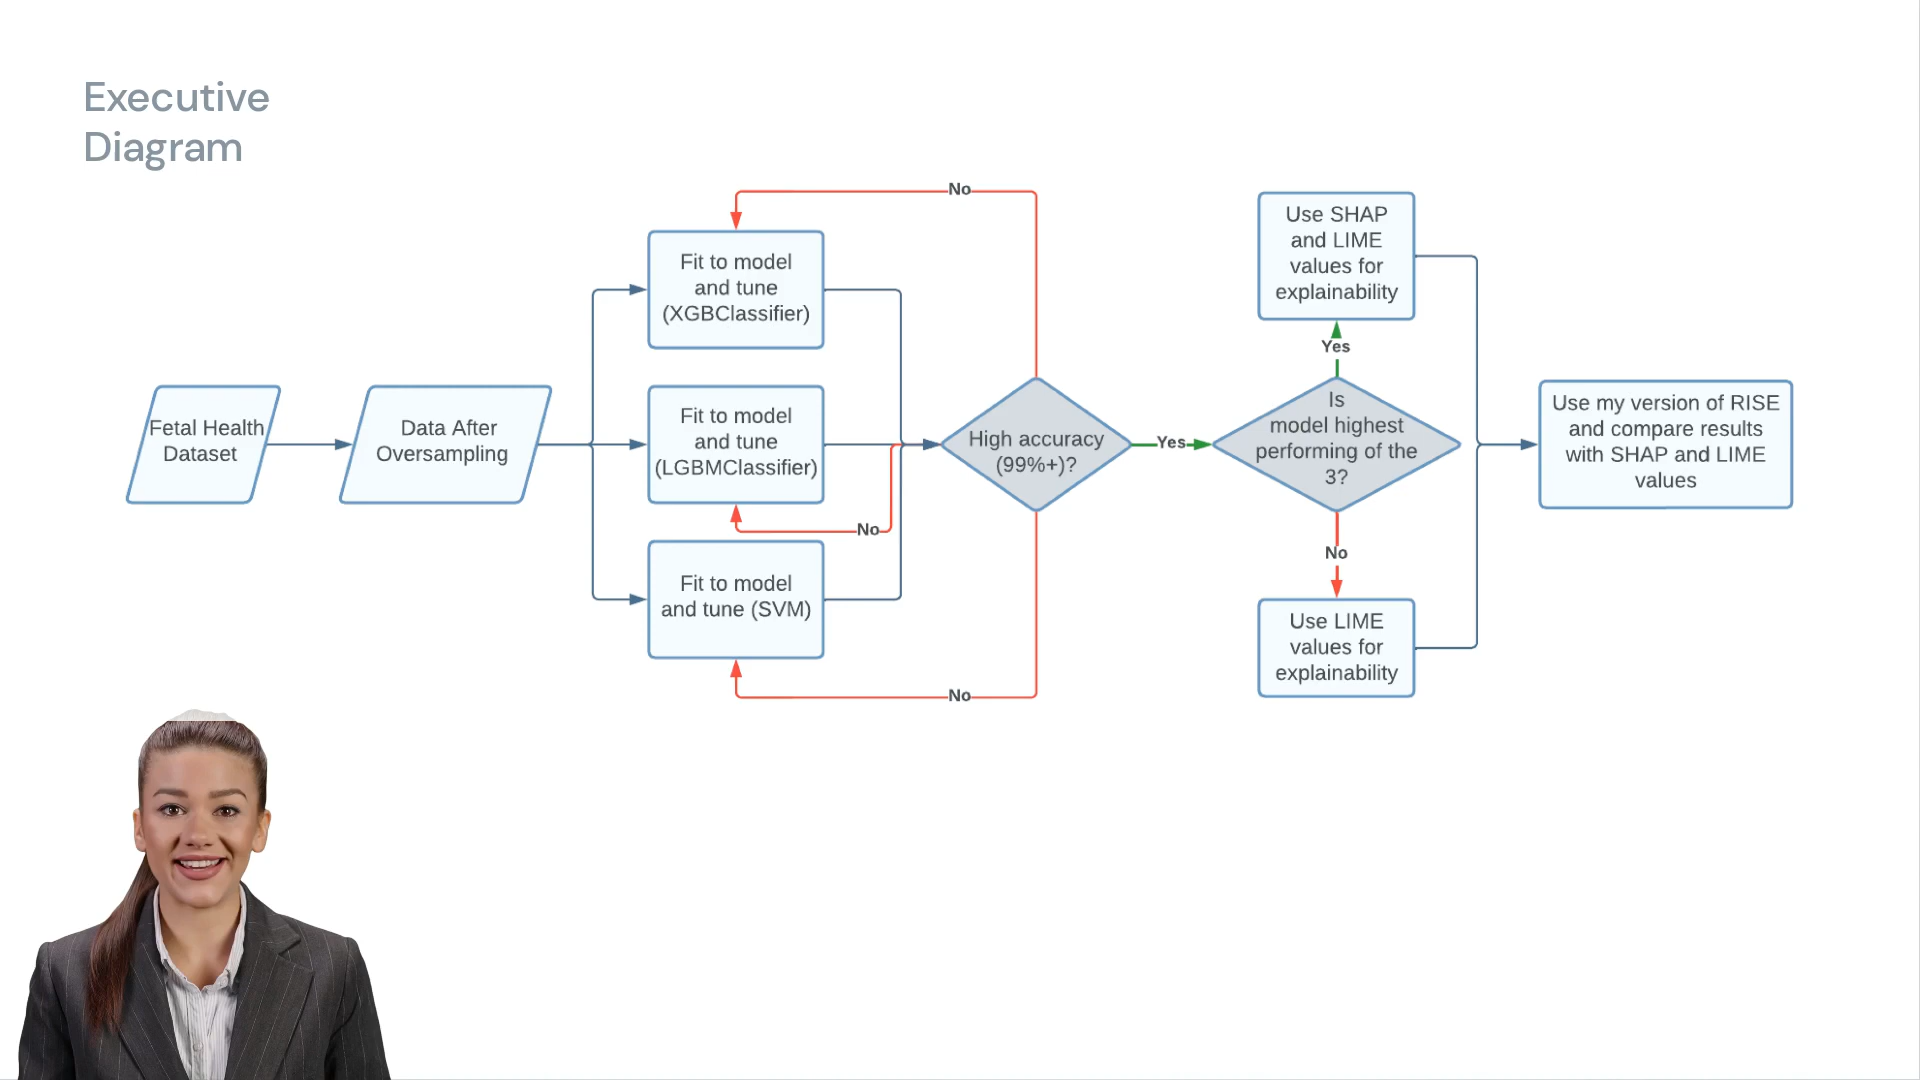 Executive
Diagram
Fetal Health
Dataset
Data After
Oversampling
No
Fit to model
and tune
(XGBClassifier)
Fit to model
and tune
(LGBMClassifier)
No
Fit to model
and tune (SVM)
No
High accuracy
(99%+)?
Yes
Use SHAP
and LIME
values for
explainability
Yes
Is
model highest
performing of the
3?
No
Use LIME
values for
explainability
Use my version of RISE
and compare results
with SHAP and LIME
values